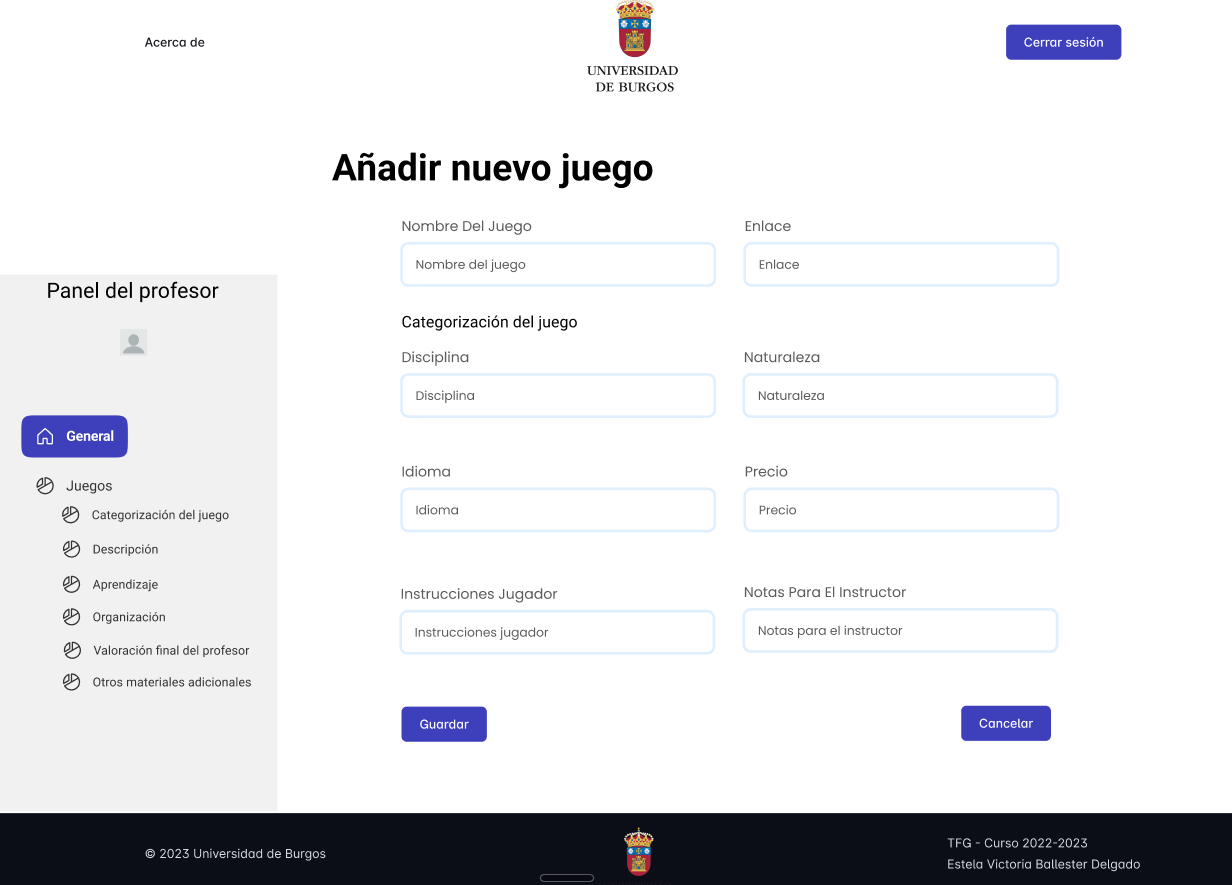 Acerca de
UNIVERSIDAD
DE BURGOS
Cerrar sesión
Añadir nuevo juego
Nombre Del Juego
Enlace
Nombre del juego
Enlace
Categorización del juego
Disciplina
Naturaleza
Disciplina
Naturaleza
Idioma
Precio
Idioma
Precio
Instrucciones Jugador
Notas Para El Instructor
Instrucciones jugador
Notas para el instructor
Guardar
Cancelar
Panel del profesor
General
Juegos
Categorización del juego
Descripción
Aprendizaje
Organización
Valoración final del profesor
Otros materiales adicionales
© 2023 Universidad de Burgos
TFG - Curso 2022-2023
Estela Victoria Ballester Delgado